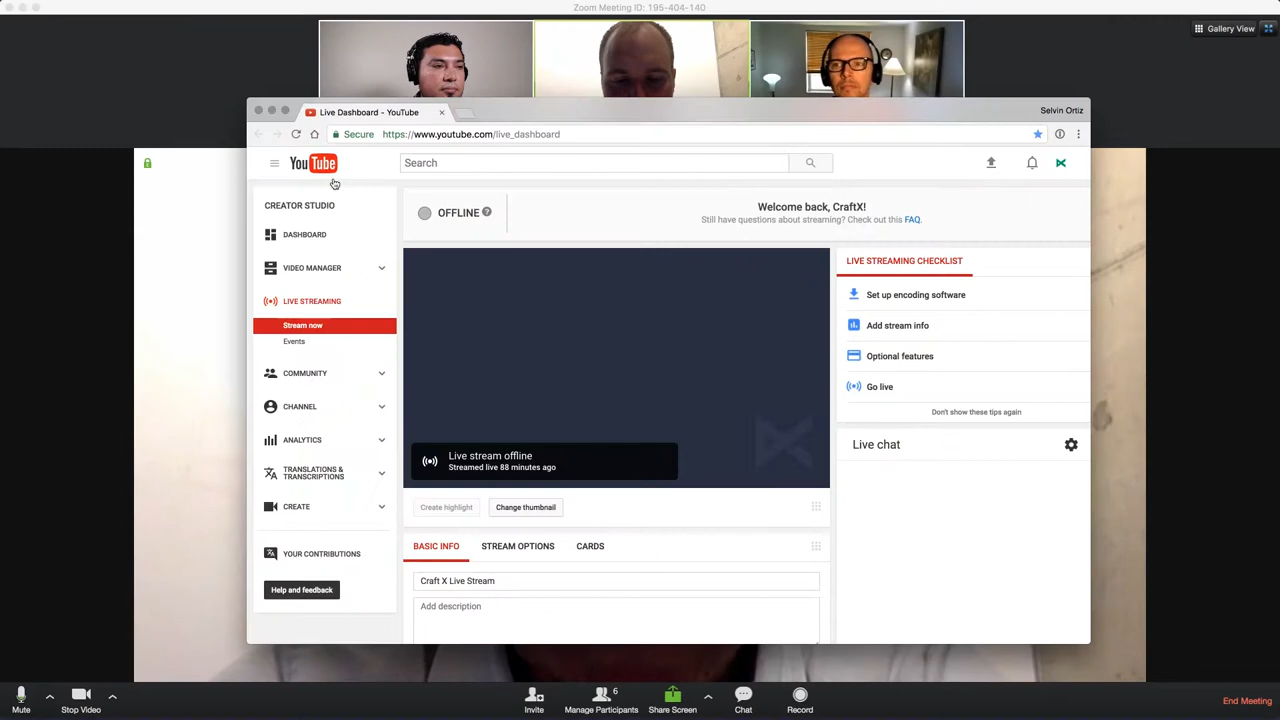 Zoom Meeting ID: 195-404-140
Gallery View
Live Dashboard - YouTube
Selvin Ortiz
Secure https://www.youtube.com/live_dashboard
YouTube
Search
CREATOR STUDIO
DASHBOARD
VIDEO MANAGER
LIVE STREAMING
Stream now
Events
COMMUNITY
CHANNEL
ANALYTICS
TRANSLATIONS &
TRANSCRIPTIONS
CREATE
YOUR CONTRIBUTIONS
Help and feedback
OFFLINE ?
Welcome back, CraftX!
Still have questions about streaming? Check out this FAQ.
Live stream offline
Streamed live 88 minutes ago
Create highlight
Change thumbnail
BASIC INFO STREAM OPTIONS CARDS
Craft X Live Stream
Add description
LIVE STREAMING CHECKLIST
Set up encoding software
Add stream info
Optional features
Go live
Don't show these tips again
Live chat
Mute
Stop Video
Invite
6
Manage Participants
Share Screen
Chat
Record
End Meeting